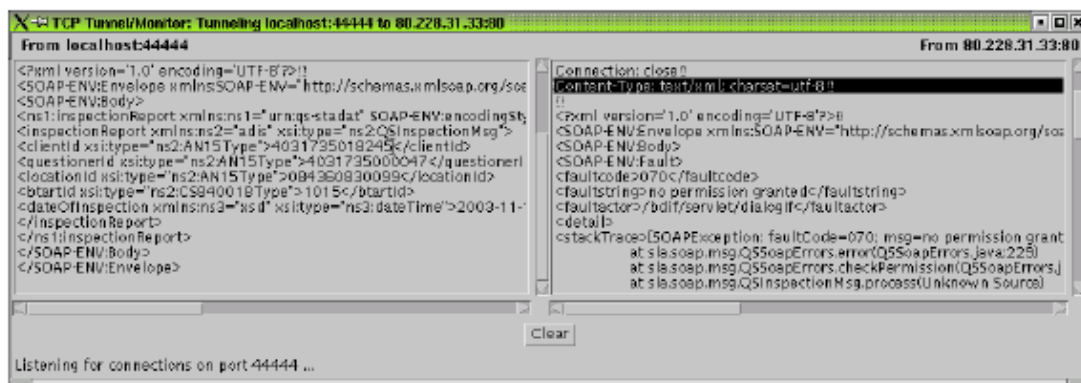 TCP Tunnel/Monitor: Tunneling localhost:44444 to 80.228.31.33:80
From localhost:44444
From 80.228.31.33:80
<?xml version='1.0' encoding='UTF-8'?>
<SOAP-ENV:Envelope xmlns:SOAP-ENV="http://schemas.xmlsoap.org/soa
<SOAP-ENV:Body>
<ns1:inspectionReport xmlns:ns1="urn:qs-stadat" SOAP-ENV:encodingSty
<inspectionReport xmlns:ns2="adis" xsi:type="ns2:QSInspectionMsg">
<clientId xsi:type="ns2:AN15Type">4031735018245</clientId>
<questionerId xsi:type="ns2:AN15Type">4031735000047</questionerI
<locationId xsi:type="ns2:AN15Type">084360830099</locationId>
<btartId xsi:type="ns2:CS840018Type">1015</btartId>
<dateOfInspection xmlns:ns3="xsd" xsi:type="ns3:dateTime">2003-11-
</inspectionReport>
</ns1:inspectionReport>
</SOAP-ENV:Body>
</SOAP-ENV:Envelope>
Connection: close
Content-Type: text/xml; charset=utf-8
<?xml version='1.0' encoding='UTF-8'?>
<SOAP-ENV:Envelope xmlns:SOAP-ENV="http://schemas.xmlsoap.org/soa
<SOAP-ENV:Body>
<SOAP-ENV:Fault>
<faultcode>070</faultcode>
<faultstring>no permission granted</faultstring>
<faultactor>/bdif/servlet/dialogIf</faultactor>
<detail>
<stackTrace>[SOAPException: faultCode=070; msg=no permission grant
at sla.soap.msg.QSSoapErrors.error(QSSoapErrors.java:225)
at sla.soap.msg.QSSoapErrors.checkPermission(QSSoapErrors.j
at sla.soap.msg.QSInspectionMsg.process(Unknown Source)
Clear
Listening for connections on port 44444 ...